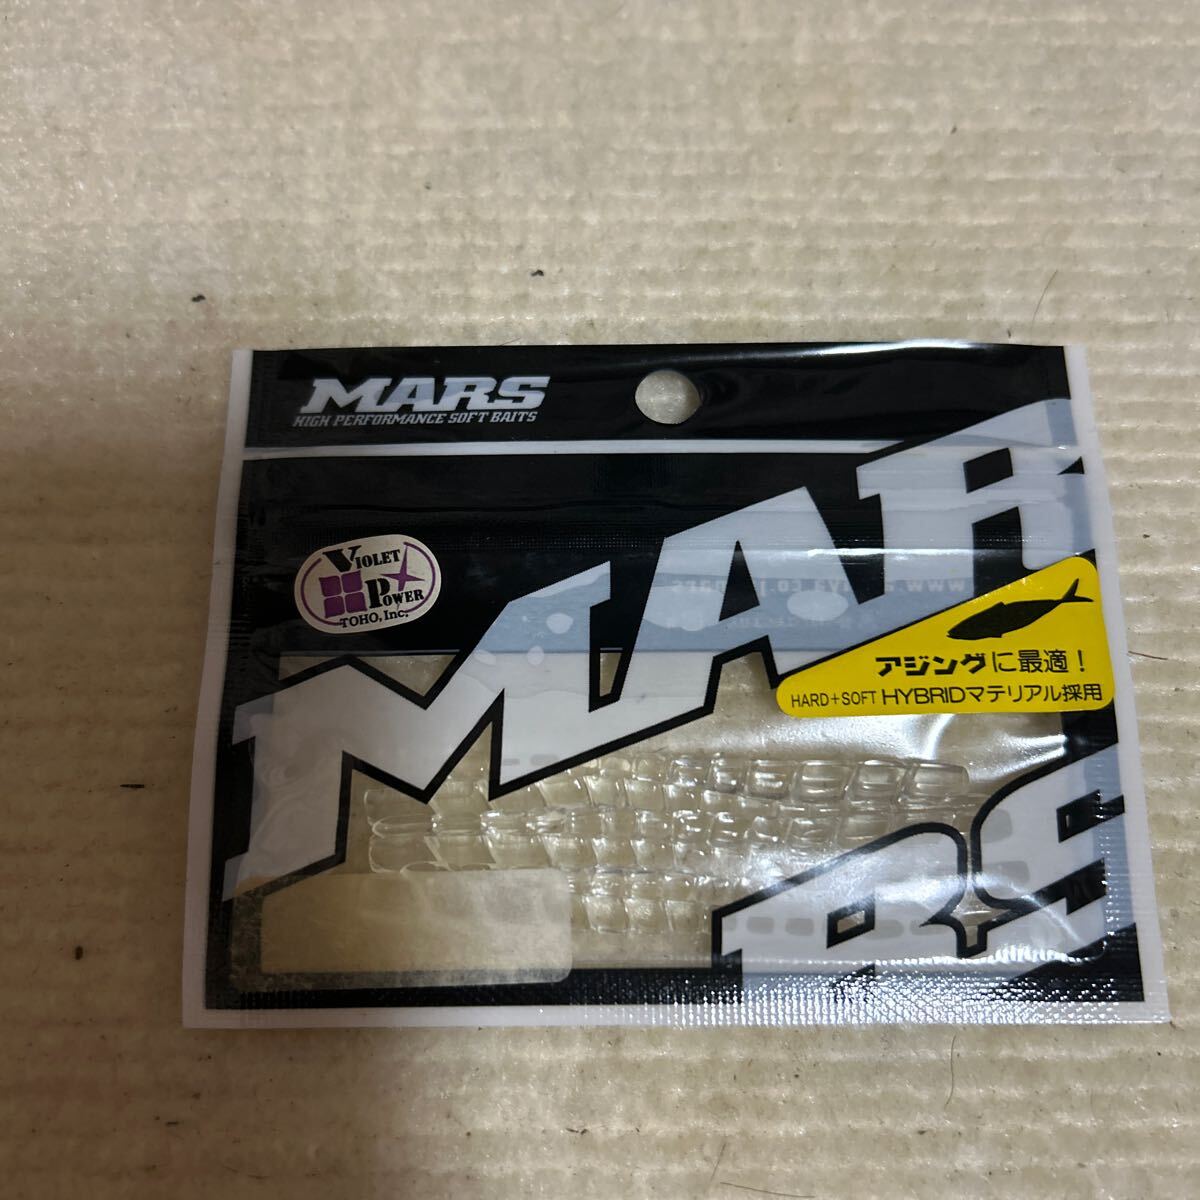 MARS
HIGH PERFORMANCE SOFT BAITS
VIOLET
POWER
TOHO, Inc.
MAR
アジングに最適！
HARD+SOFT HYBRIDマテリアル採用
RS